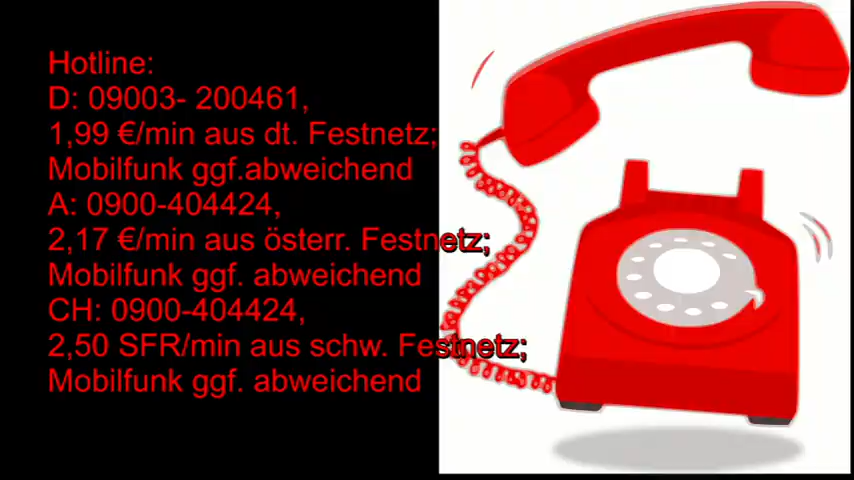 Hotline:
D: 09003- 200461,
1,99 €/min aus dt. Festnetz;
Mobilfunk ggf.abweichend
A: 0900-404424,
2,17 €/min aus österr. Festnetz;
Mobilfunk ggf. abweichend
CH: 0900-404424,
2,50 SFR/min aus schw. Festnetz;
Mobilfunk ggf. abweichend